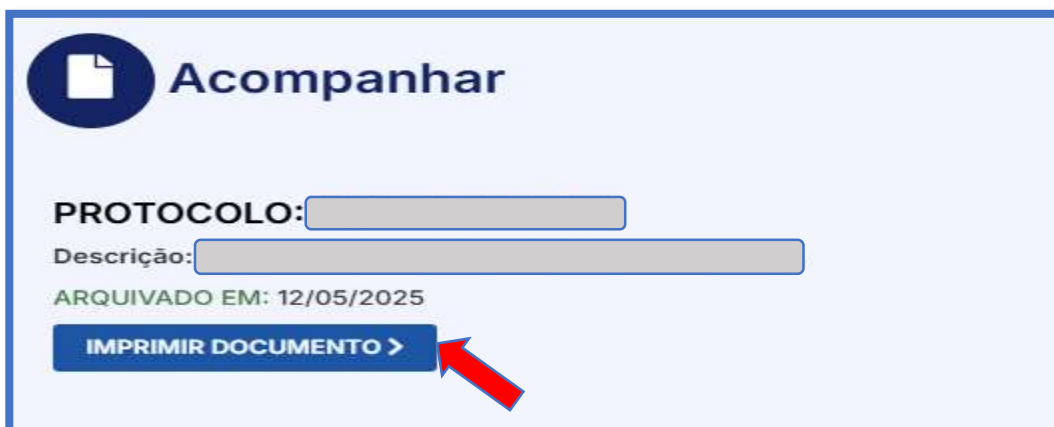 Acompanhar
PROTOCOLO:
Descrição:
ARQUIVADO EM: 12/05/2025
IMPRIMIR DOCUMENTO >